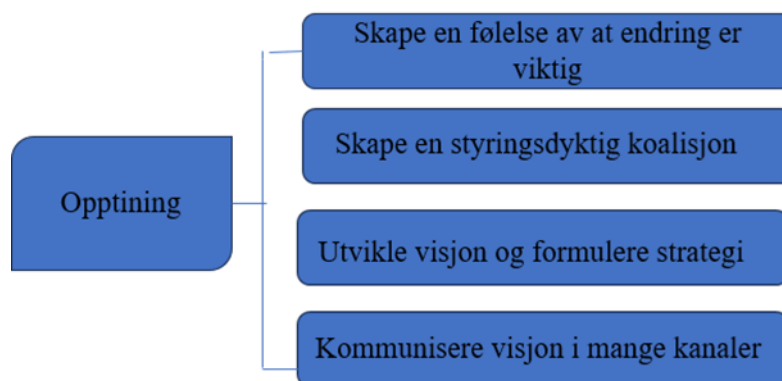 Opptining
Skape en følelse av at endring er
viktig
Skape en styringsdyktig koalisjon
Utvikle visjon og formulere strategi
Kommunisere visjon i mange kanaler